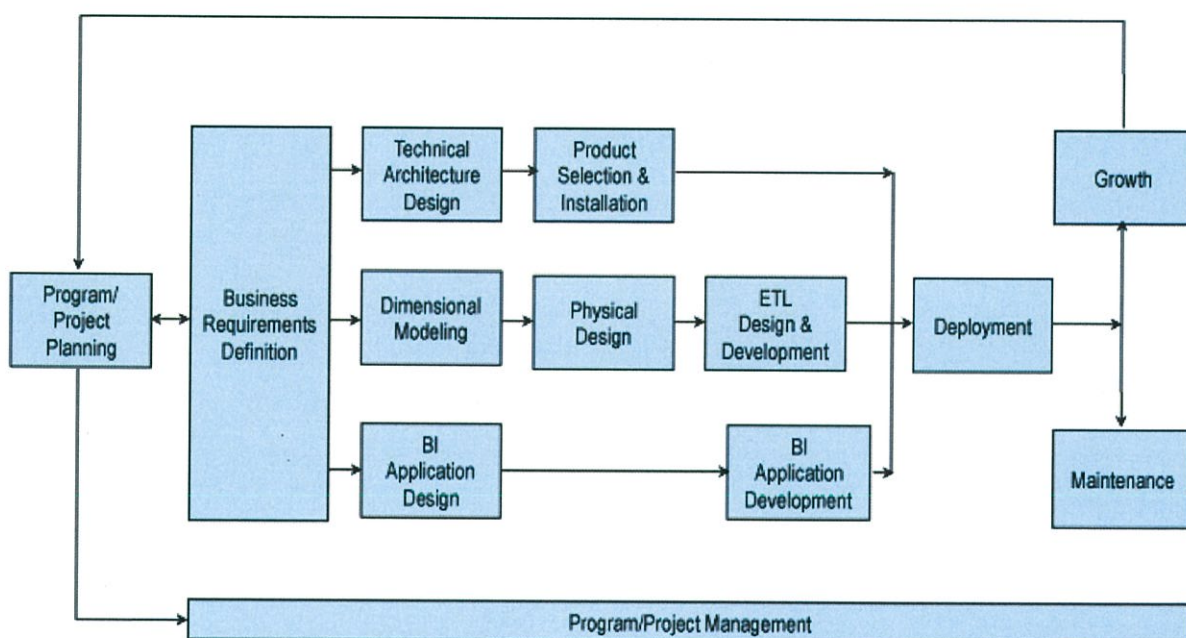 Technical
Architecture
Design
Product
Selection &
Installation
Growth
Program/
Project
Planning
Business
Requirements
Definition
Dimensional
Modeling
Physical
Design
ETL
Design &
Development
Deployment
BI
Application
Design
BI
Application
Development
Maintenance
Program/Project Management